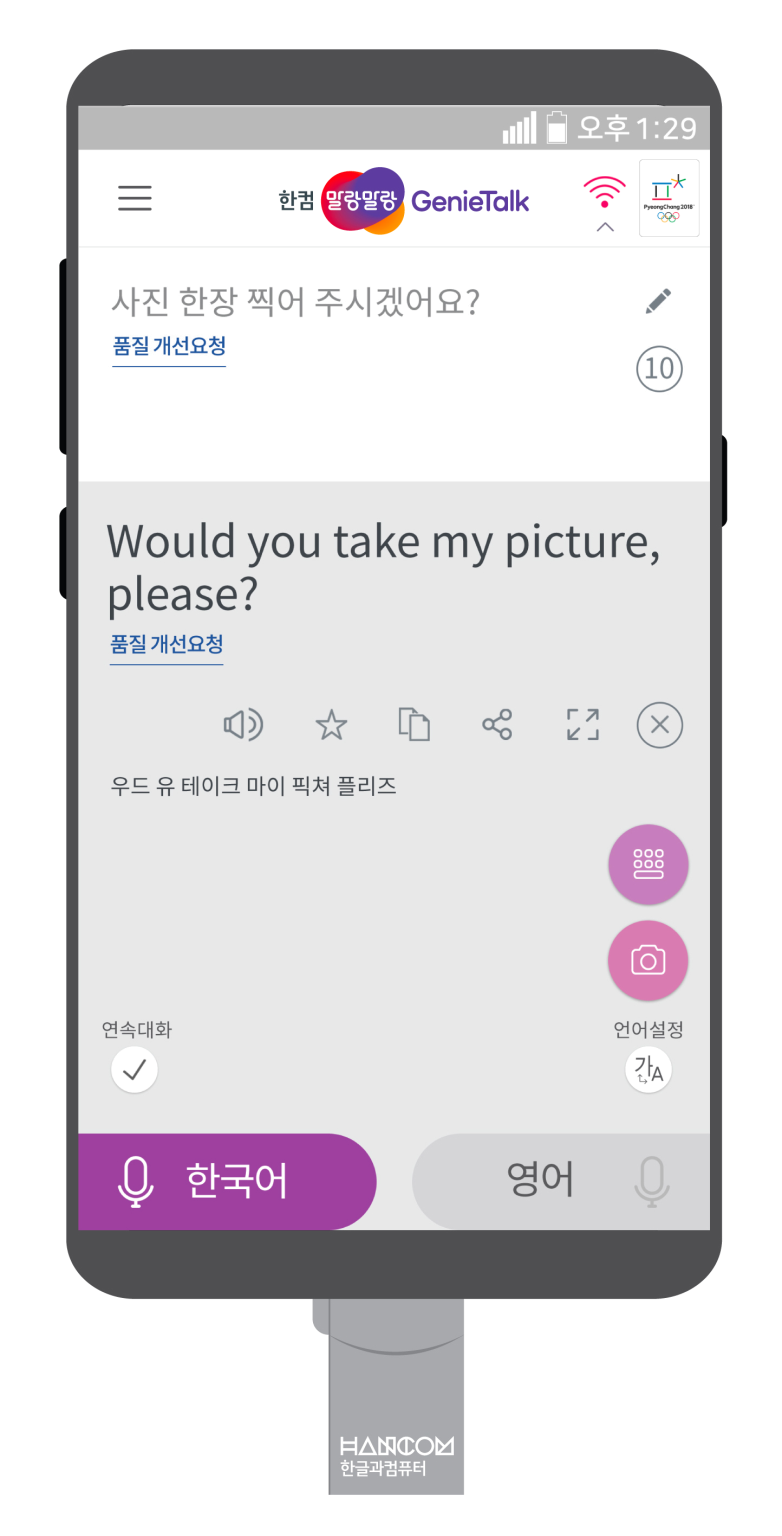 오후 1:29
한컴 말랑말랑 GenieTalk
PyeongChang 2018
사진 한장 찍어 주시겠어요?
품질 개선요청
10
Would you take my picture,
please?
품질 개선요청
우드 유 테이크 마이 픽쳐 플리즈
연속대화
언어설정
가A
한국어
영어
HANCOM
한글과컴퓨터